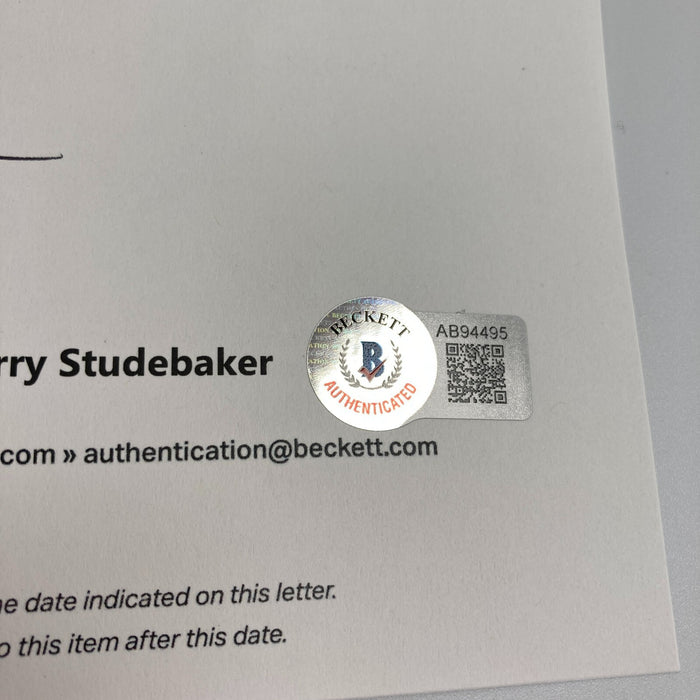 rry Studebaker
BECKETT
B
AUTHENTICATED
AB94495
.com » authentication@beckett.com
e date indicated on this letter.
o this item after this date.